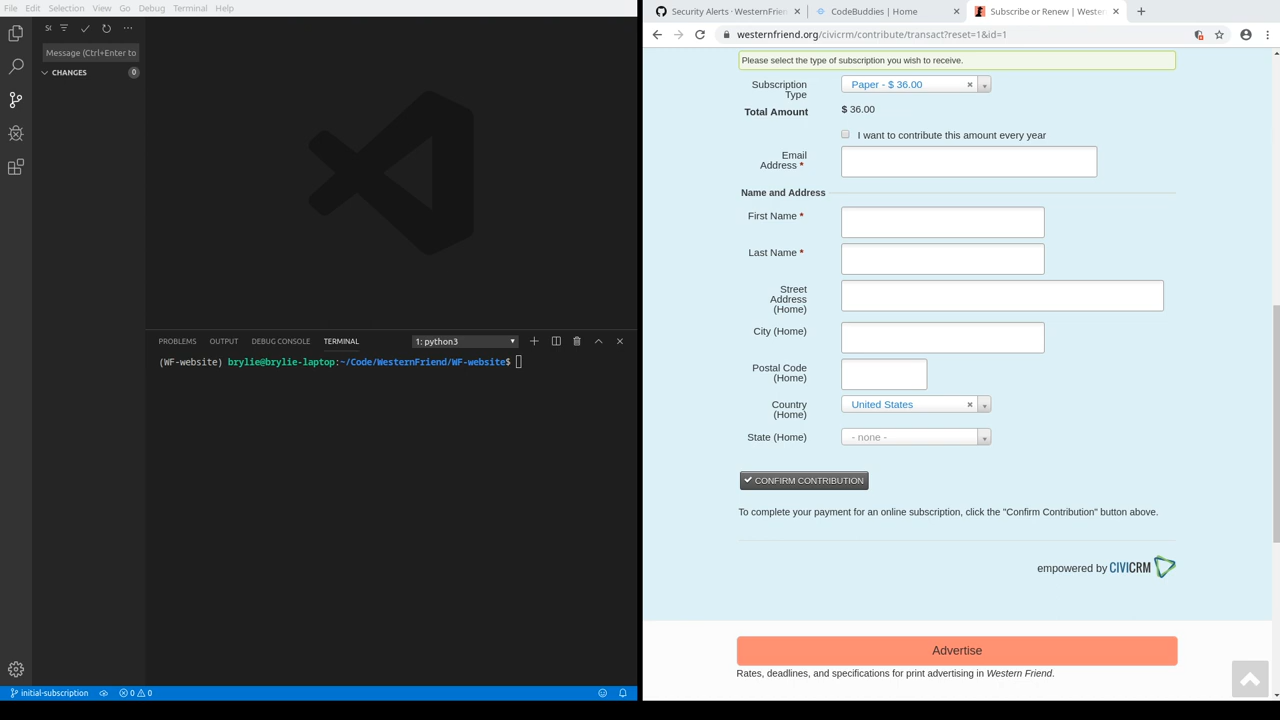 File Edit Selection View Go Debug Terminal Help
Message (Ctrl+Enter to
CHANGES 0
PROBLEMS OUTPUT DEBUG CONSOLE TERMINAL 1: python3
(WF-website) brylie@brylie-laptop:~/Code/WesternFriend/WF-website$
initial-subscription 0 0
Security Alerts · WesternFrien
CodeBuddies | Home
Subscribe or Renew | Wester
westernfriend.org/civicrm/contribute/transact?reset=1&id=1
Please select the type of subscription you wish to receive.
Subscription Type
Paper - $ 36.00
Total Amount
$ 36.00
I want to contribute this amount every year
Email Address *
Name and Address
First Name *
Last Name *
Street Address (Home)
City (Home)
Postal Code (Home)
Country (Home)
United States
State (Home)
- none -
CONFIRM CONTRIBUTION
To complete your payment for an online subscription, click the "Confirm Contribution" button above.
empowered by CIVICRM
Advertise
Rates, deadlines, and specifications for print advertising in Western Friend.